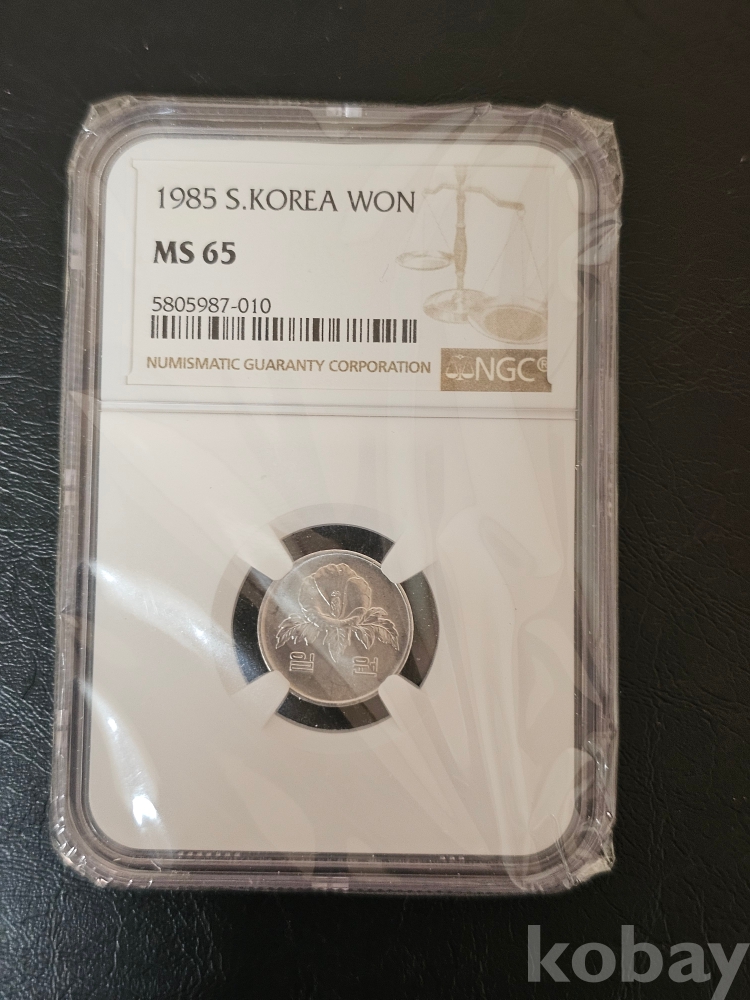 1985 S.KOREA WON
MS 65
5805987-010
NUMISMATIC GUARANTY CORPORATION
NGC®
일 원
kobay